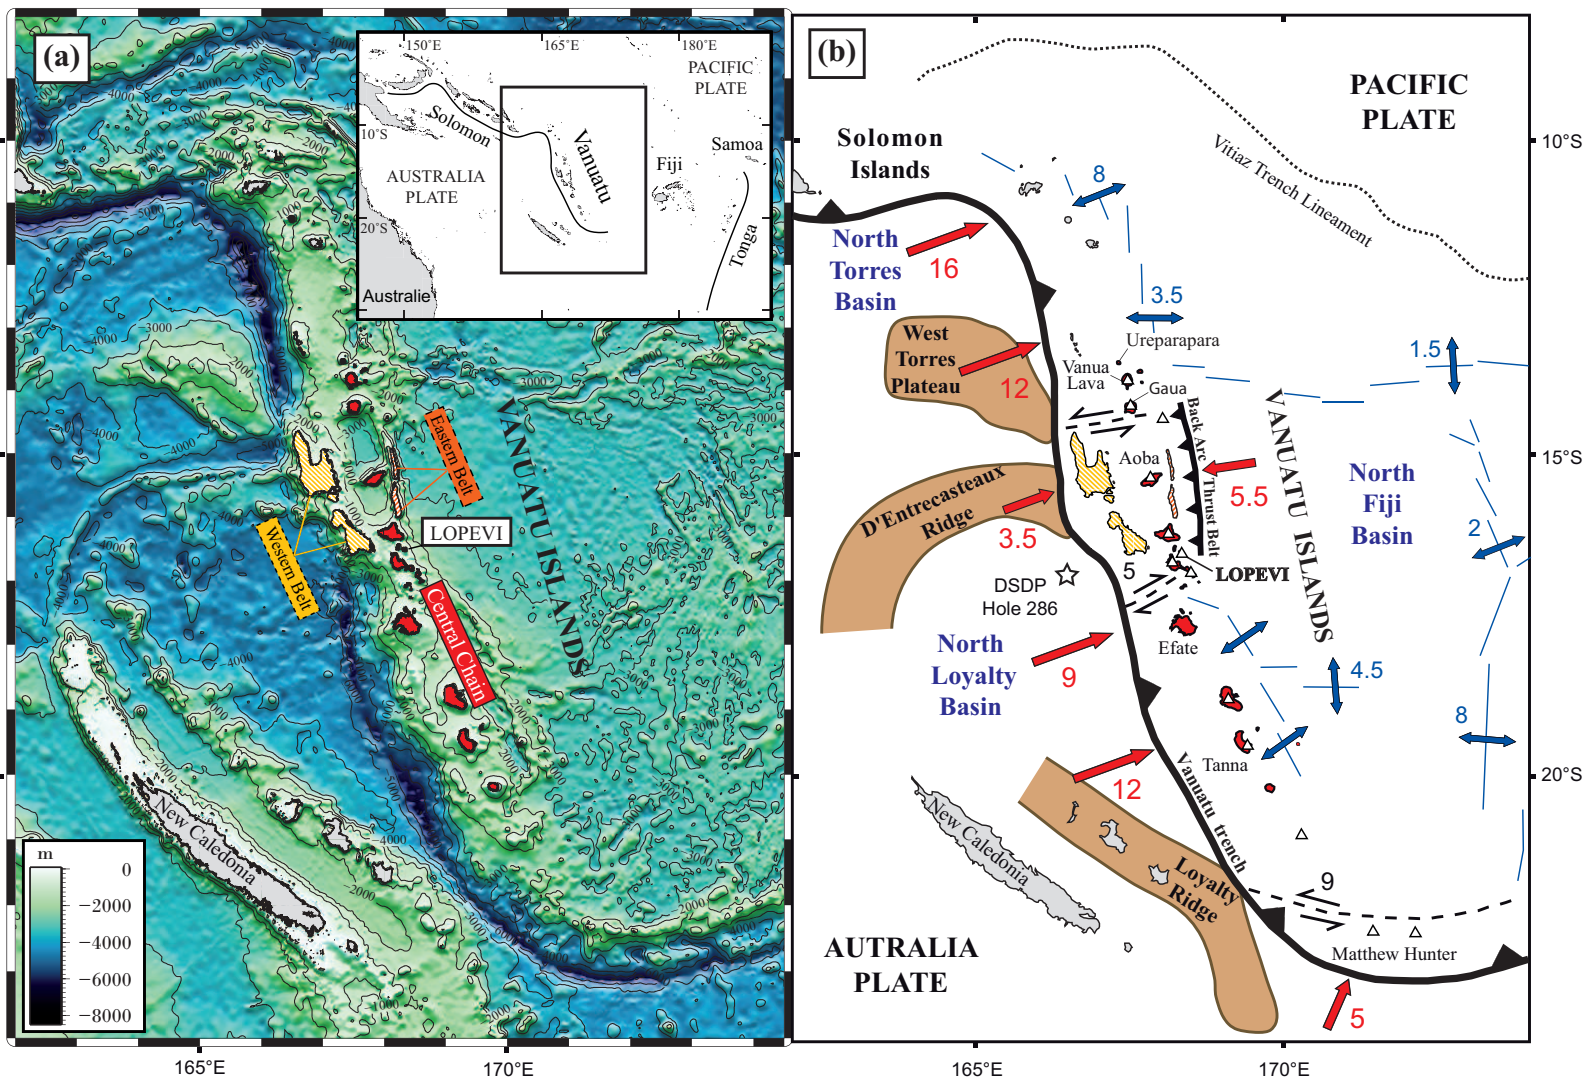 (a)
150°E
165°E
180°E
PACIFIC
PLATE
10°S
Solomon
Vanuatu
Samoa
Fiji
AUSTRALIA
PLATE
20°S
Tonga
Australie
VANUATU ISLANDS
Eastern Belt
LOPEVI
Western Belt
Central Chain
New Caledonia
m
0
−2000
−4000
−6000
−8000
165°E
170°E
(b)
PACIFIC
PLATE
Solomon
Islands
Vitiaz Trench Lineament
10°S
8
North
Torres
Basin
16
3.5
West
Torres
Plateau
12
Ureparapara
Vanua
Lava
Gaua
1.5
Back Arc Thrust Belt
VANUATU ISLANDS
Aoba
5.5
15°S
North
Fiji
Basin
D'Entrecasteaux
Ridge
3.5
2
5
LOPEVI
DSDP
Hole 286
North
Loyalty
Basin
9
Efate
4.5
8
12
Tanna
Vanuatu trench
20°S
New Caledonia
Loyalty
Ridge
9
AUTRALIA
PLATE
Matthew Hunter
5
165°E
170°E